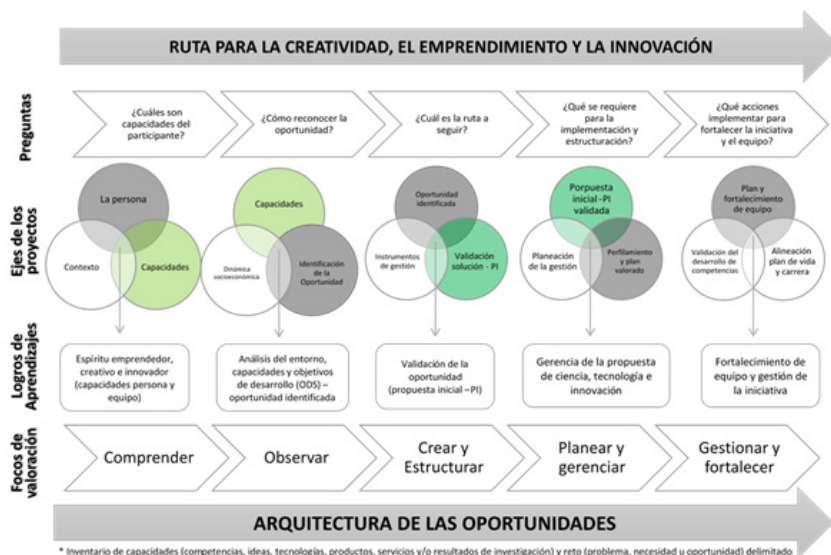 RUTA PARA LA CREATIVIDAD, EL EMPRENDIMIENTO Y LA INNOVACIÓN
Preguntas
¿Cuáles son
capacidades del
participante?
¿Cómo reconocer la
oportunidad?
¿Cuál es la ruta a
seguir?
¿Qué se requiere para
la implementación y
estructuración?
¿Qué acciones
implementar para
fortalecer la iniciativa
y el equipo?
Ejes de los
proyectos
La persona
Contexto
Capacidades
Capacidades
Dinámica
socioeconómica
Identificación
de la
Oportunidad
Oportunidad
identificada
Instrumentos
de gestión
Validación
solución - PI
Porpuesta
inicial -PI
validada
Planeación
de la gestión
Perfilamiento y
plan valorado
Plan y
fortalecimiento
de equipo
Validación del
desarrollo de
competencias
Alineación
plan de vida
y carrera
Logros de
Aprendizajes
Espíritu emprendedor,
creativo e innovador
(capacidades persona y
equipo)
Análisis del entorno,
capacidades y objetivos
de desarrollo (ODS) –
oportunidad identificada
Validación de la
oportunidad
(propuesta inicial –PI)
Gerencia de la propuesta
de ciencia, tecnología e
innovación
Fortalecimiento de
equipo y gestión de
la iniciativa
Focos de
valoración
Comprender
Observar
Crear y
Estructurar
Planear y
gerenciar
Gestionar y
fortalecer
ARQUITECTURA DE LAS OPORTUNIDADES
* Inventario de capacidades (competencias, ideas, tecnologías, productos, servicios y/o resultados de investigación) y reto (problema, necesidad u oportunidad) delimitado